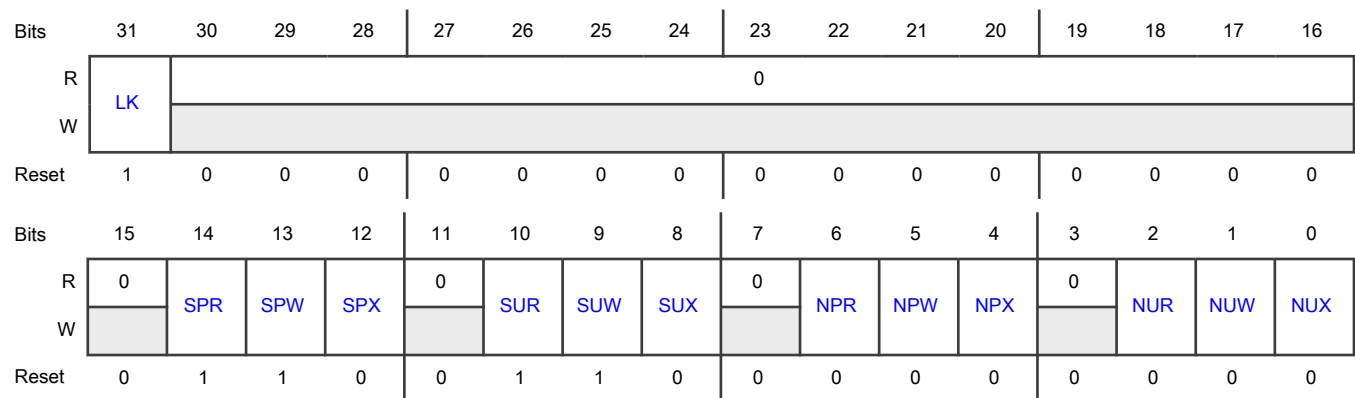 Bits 31 30 29 28 27 26 25 24 23 22 21 20 19 18 17 16
R LK 0
W
Reset 1 0 0 0 0 0 0 0 0 0 0 0 0 0 0 0
Bits 15 14 13 12 11 10 9 8 7 6 5 4 3 2 1 0
R 0 SPR SPW SPX 0 SUR SUW SUX 0 NPR NPW NPX 0 NUR NUW NUX
W
Reset 0 1 1 0 0 1 1 0 0 0 0 0 0 0 0 0